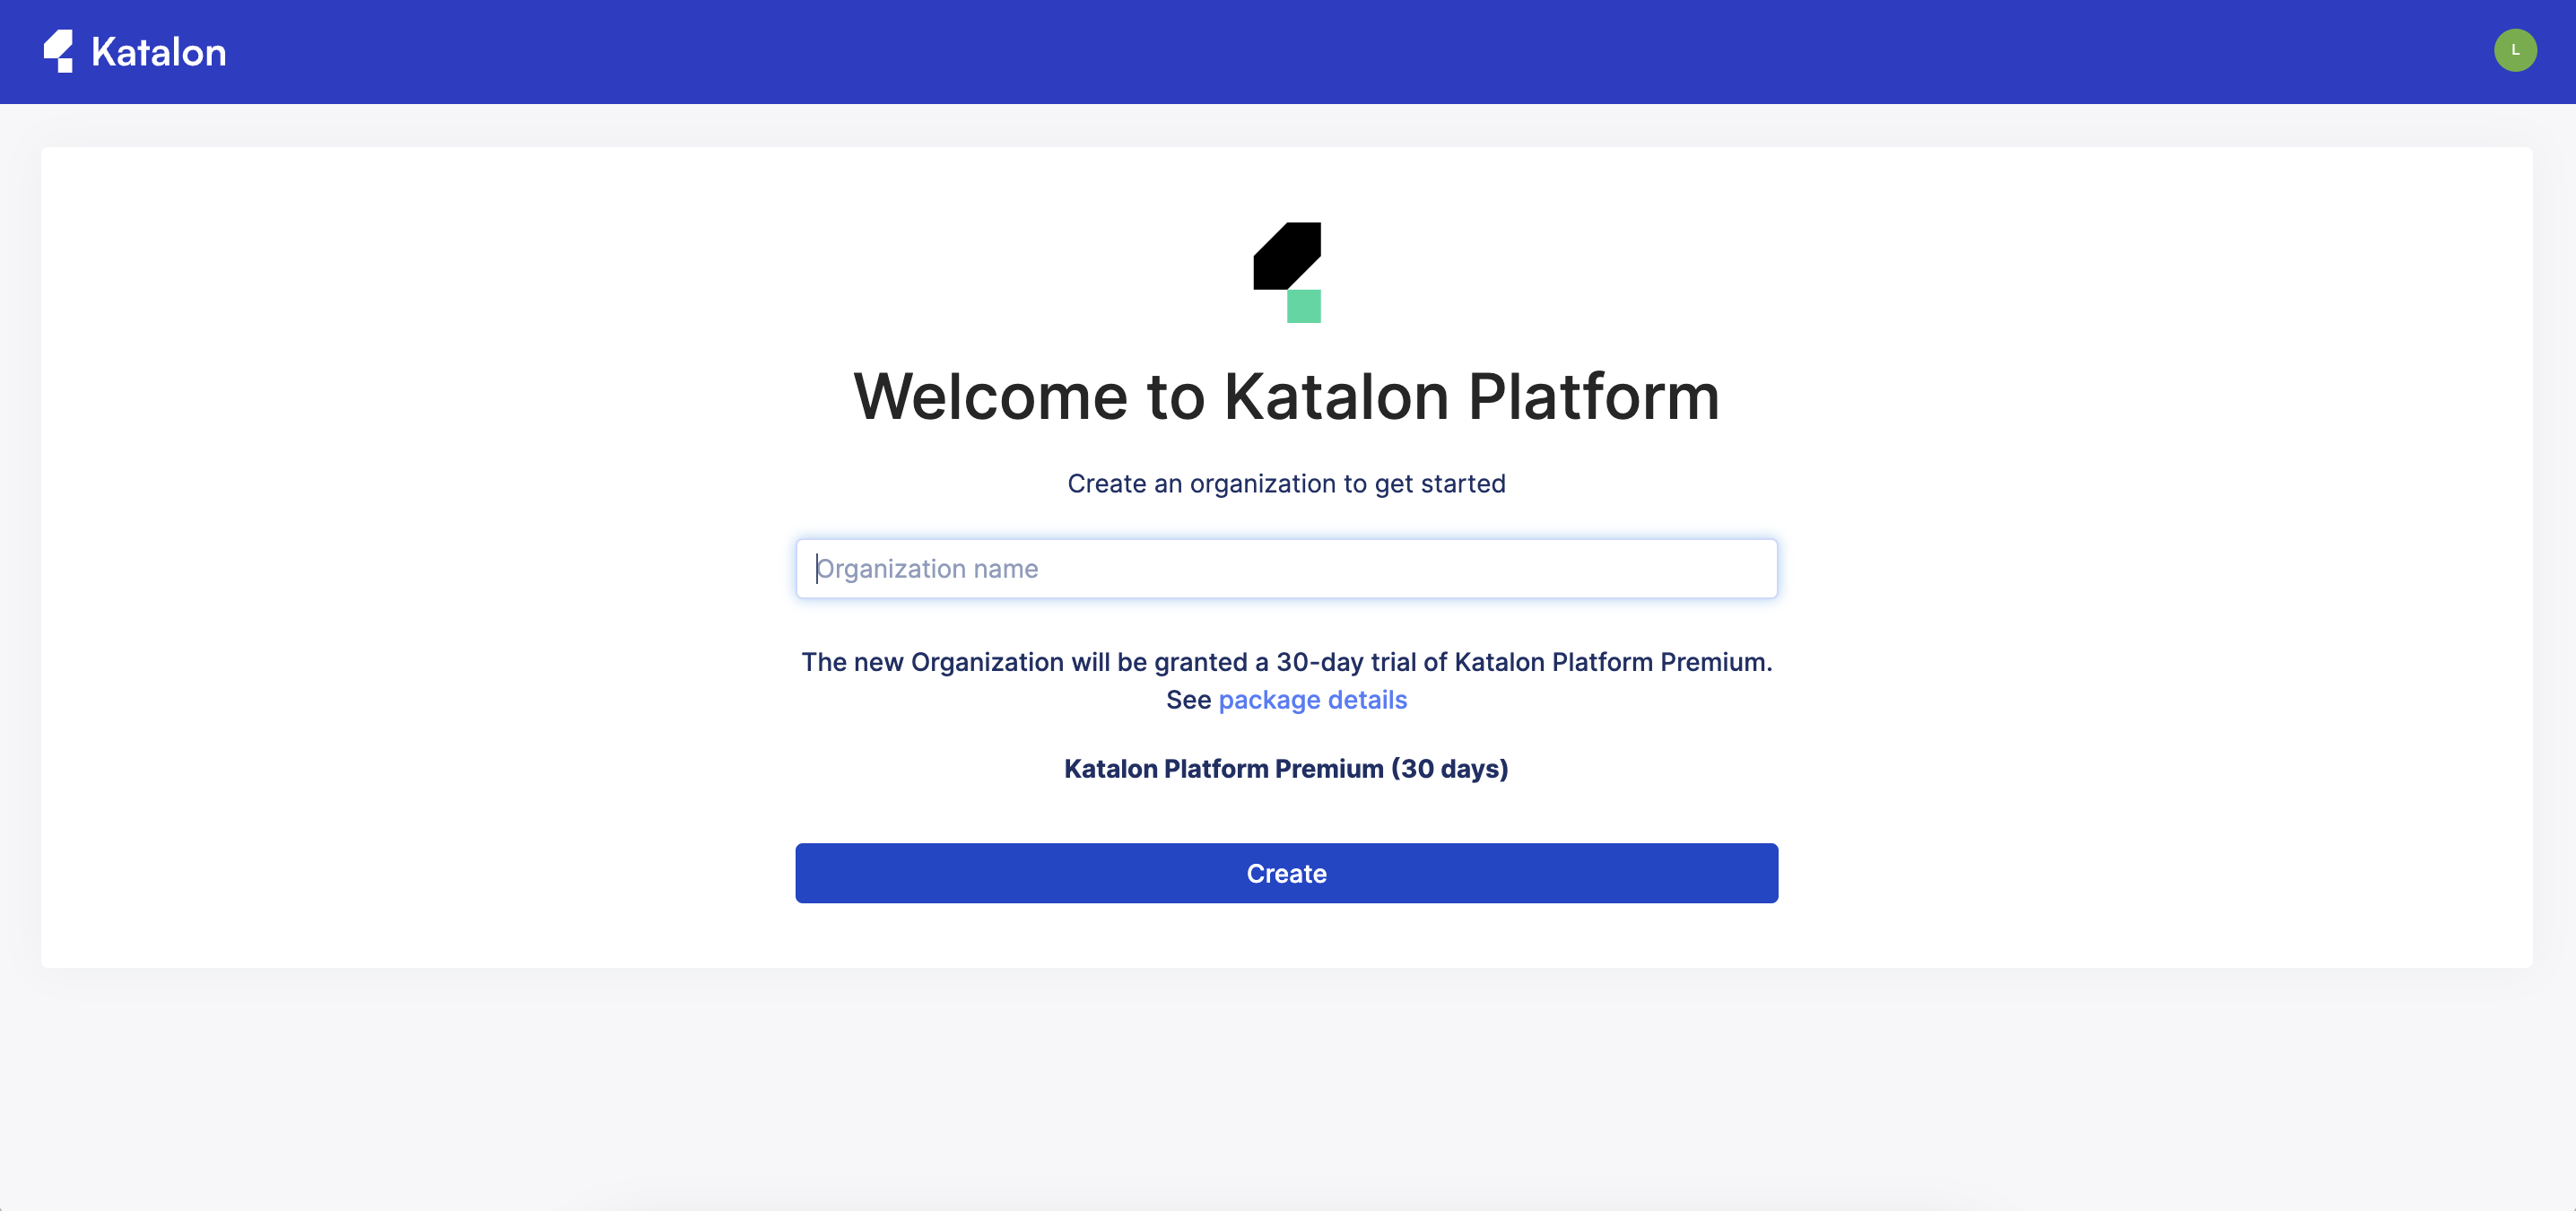 Katalon
L
Welcome to Katalon Platform
Create an organization to get started
Organization name
The new Organization will be granted a 30-day trial of Katalon Platform Premium.
See package details
Katalon Platform Premium (30 days)
Create